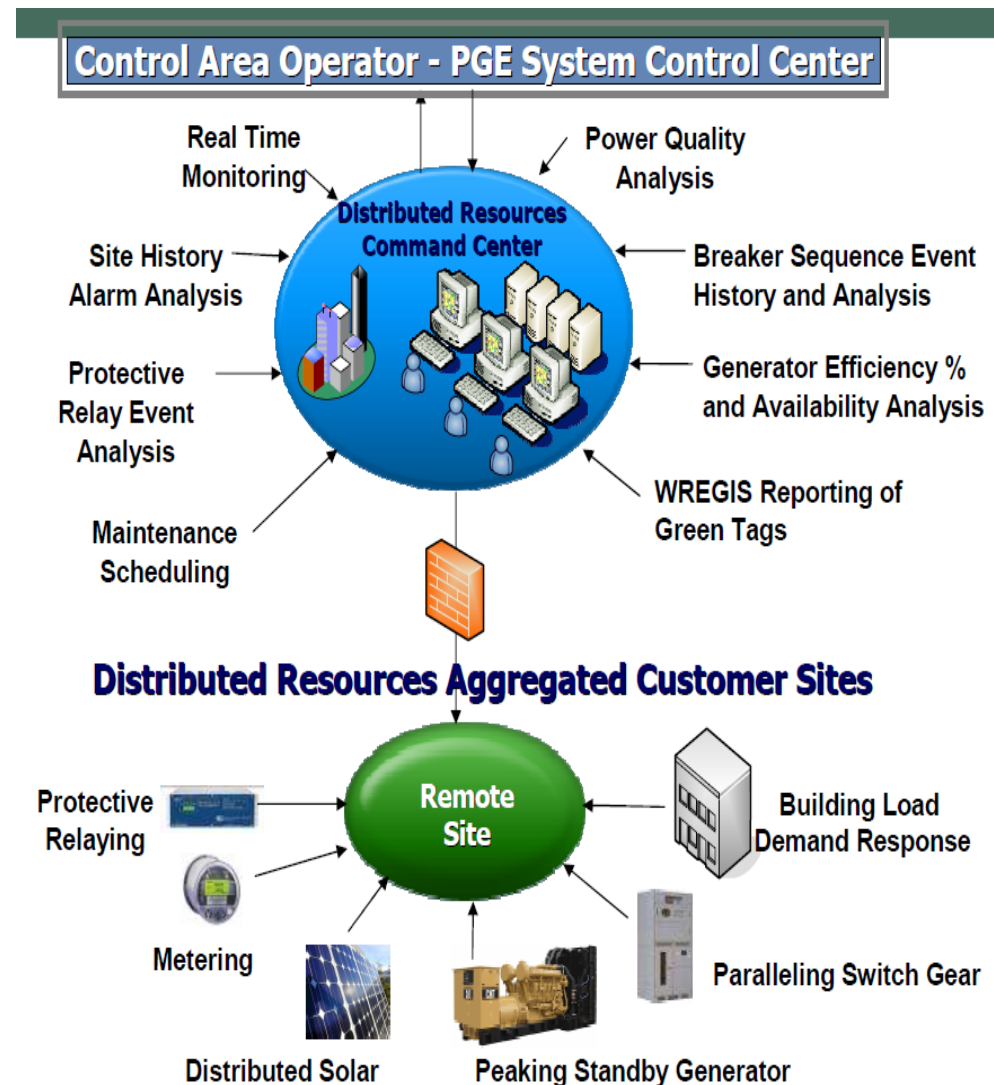 Control Area Operator - PGE System Control Center
Real Time
Monitoring
Power Quality
Analysis
Distributed Resources
Command Center
Site History
Alarm Analysis
Breaker Sequence Event
History and Analysis
Protective
Relay Event
Analysis
Generator Efficiency %
and Availability Analysis
Maintenance
Scheduling
WREGIS Reporting of
Green Tags
Distributed Resources Aggregated Customer Sites
Protective
Relaying
Remote
Site
Building Load
Demand Response
Metering
Paralleling Switch Gear
Distributed Solar
Peaking Standby Generator